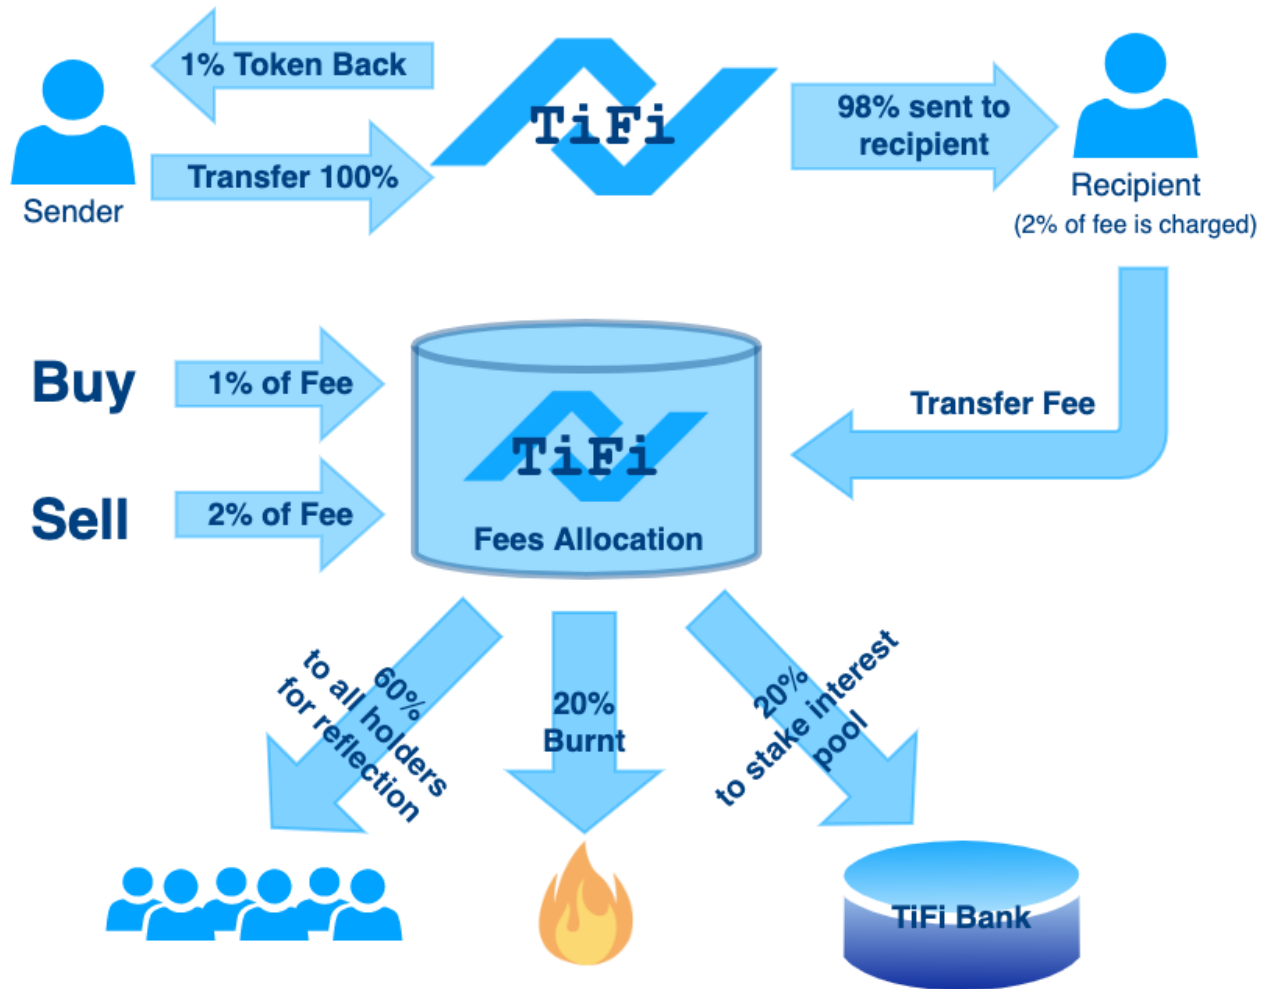 1% Token Back
TiFi
98% sent to
recipient
Transfer 100%
Sender
Recipient
(2% of fee is charged)
Buy
1% of Fee
Transfer Fee
TiFi
Sell
2% of Fee
Fees Allocation
60%
to all holders
for reflection
20%
Burnt
20%
to stake interest
pool
TiFi Bank